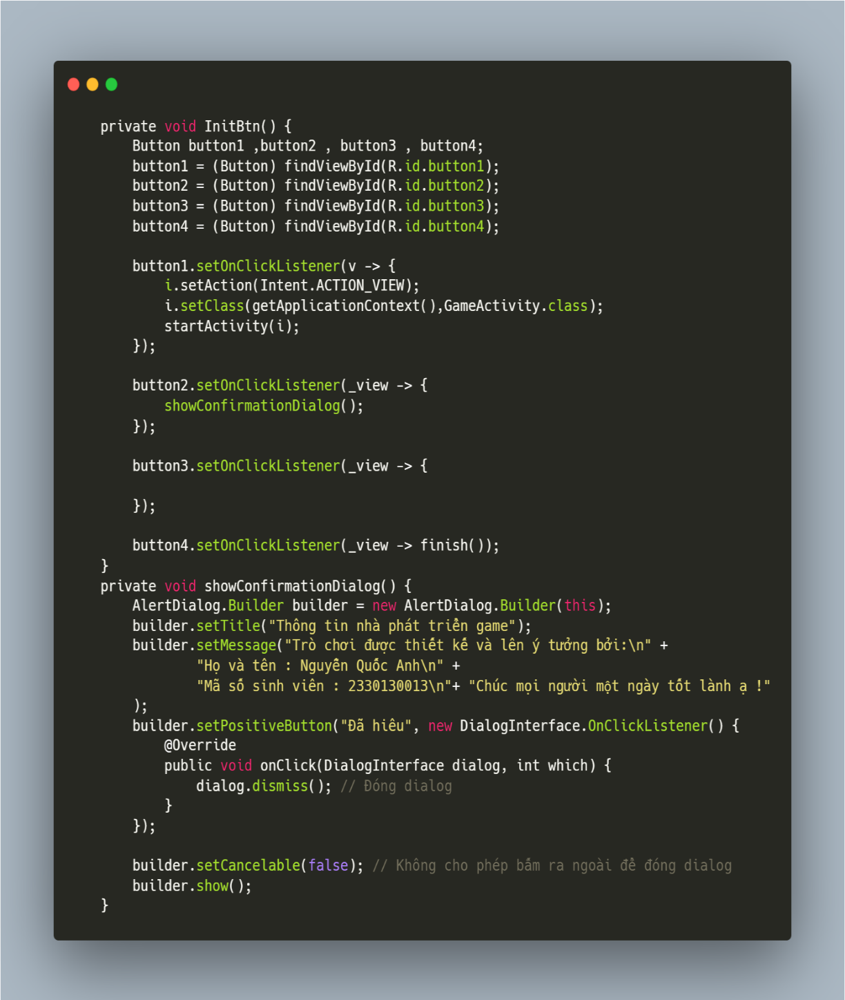 private void InitBtn() {
Button button1 ,button2 , button3 , button4;
button1 = (Button) findViewById(R.id.button1);
button2 = (Button) findViewById(R.id.button2);
button3 = (Button) findViewById(R.id.button3);
button4 = (Button) findViewById(R.id.button4);
button1.setOnClickListener(v -> {
i.setAction(Intent.ACTION_VIEW);
i.setClass(getApplicationContext(),GameActivity.class);
startActivity(i);
});
button2.setOnClickListener(_view -> {
showConfirmationDialog();
});
button3.setOnClickListener(_view -> {
});
button4.setOnClickListener(_view -> finish());
}
private void showConfirmationDialog() {
AlertDialog.Builder builder = new AlertDialog.Builder(this);
builder.setTitle("Thông tin nhà phát triển game");
builder.setMessage("Trò chơi được thiết kế và lên ý tưởng bởi:\n" +
"Họ và tên : Nguyễn Quốc Anh\n" +
"Mã số sinh viên : 2330130013\n"+ "Chúc mọi người một ngày tốt lành ạ !"
);
builder.setPositiveButton("Đã hiêu", new DialogInterface.OnClickListener() {
@Override
public void onClick(DialogInterface dialog, int which) {
dialog.dismiss(); // Đóng dialog
}
});
builder.setCancelable(false); // Không cho phép bấm ra ngoài để đóng dialog
builder.show();
}